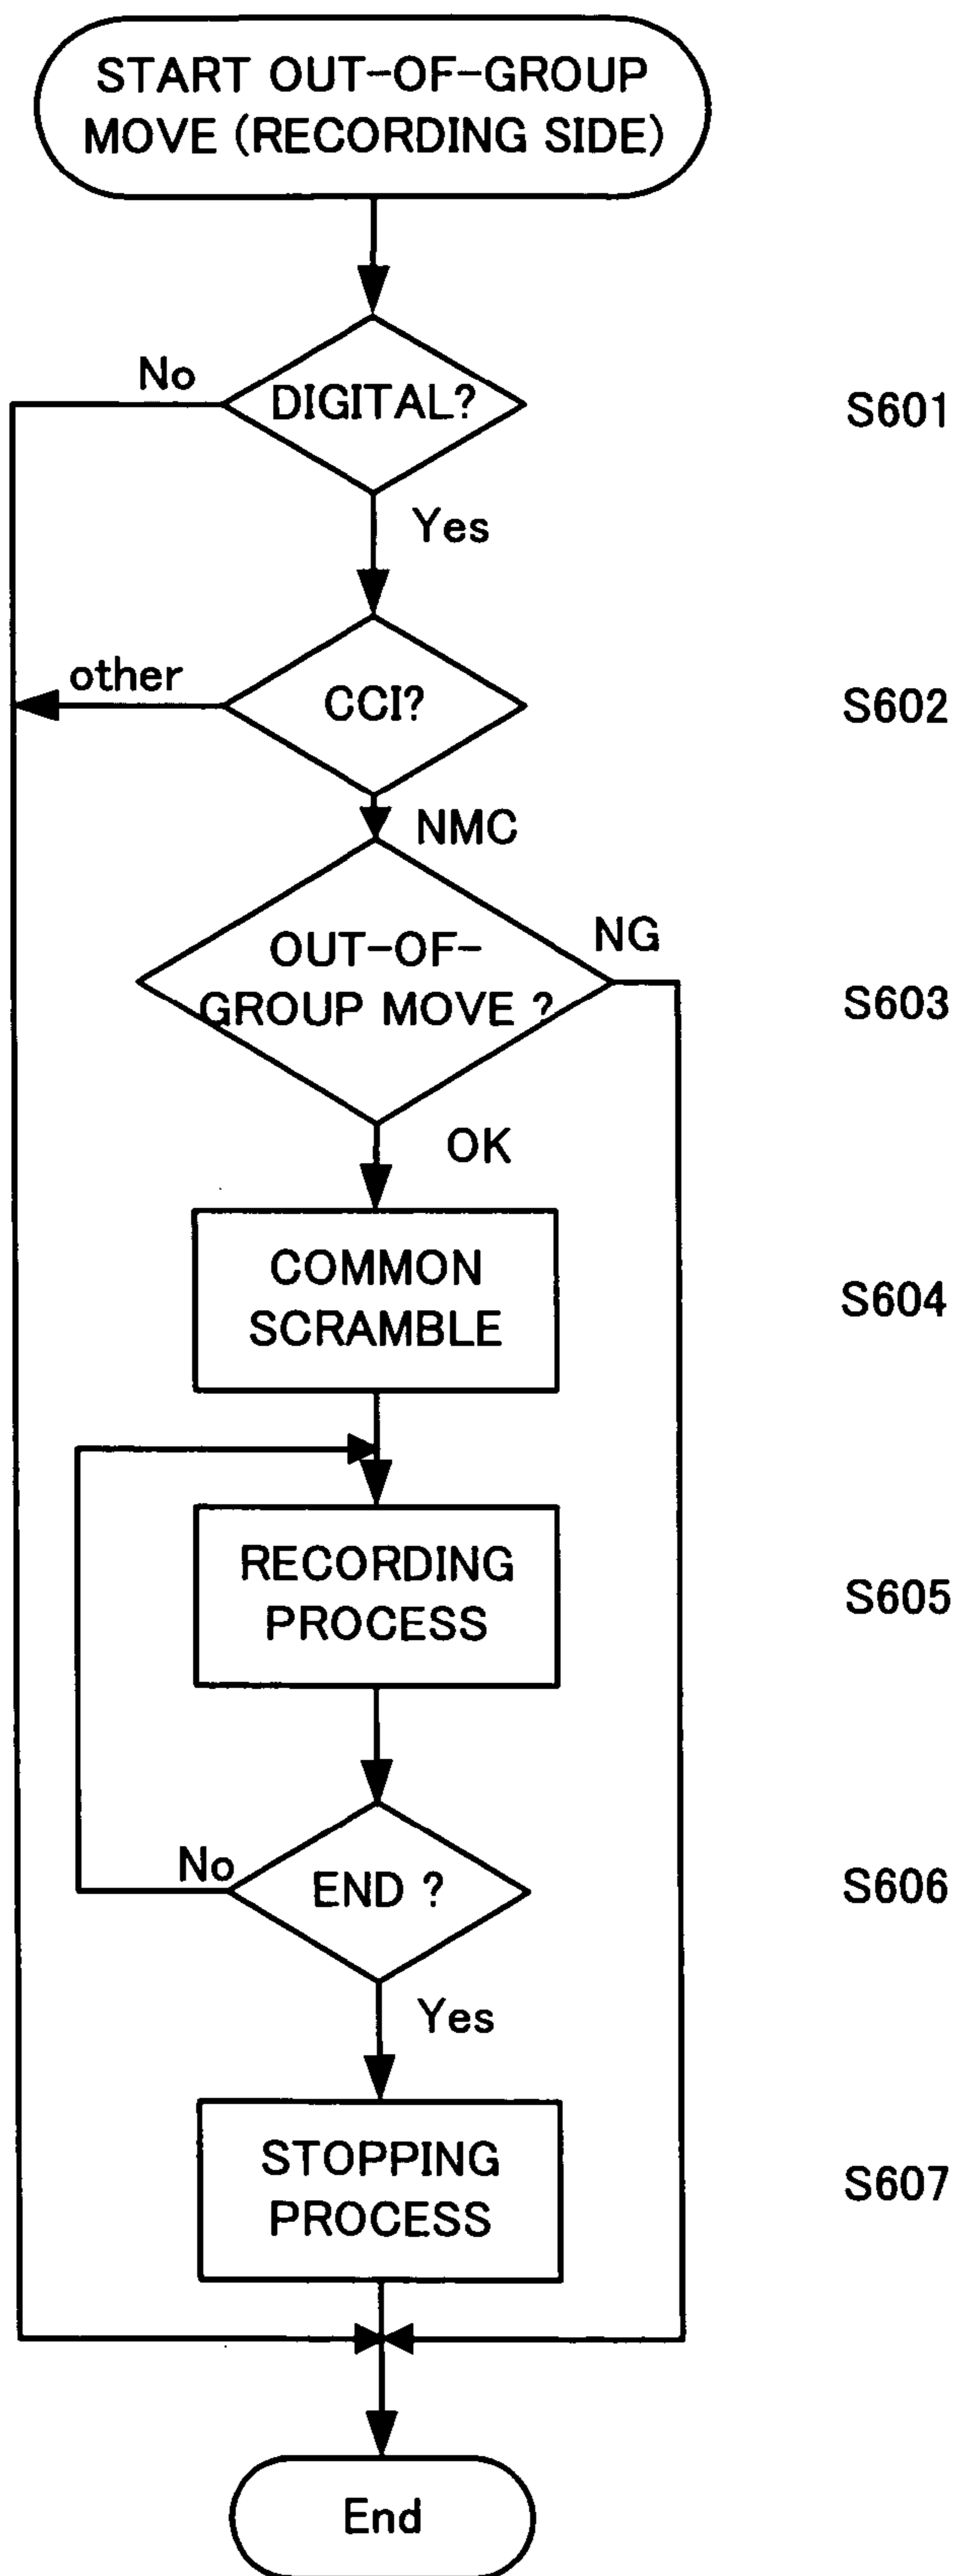 START OUT-OF-GROUP
MOVE (RECORDING SIDE)
No
DIGITAL?
S601
Yes
other
CCI?
S602
NMC
OUT-OF-
GROUP MOVE ?
NG
S603
OK
COMMON
SCRAMBLE
S604
RECORDING
PROCESS
S605
No
END ?
S606
Yes
STOPPING
PROCESS
S607
End